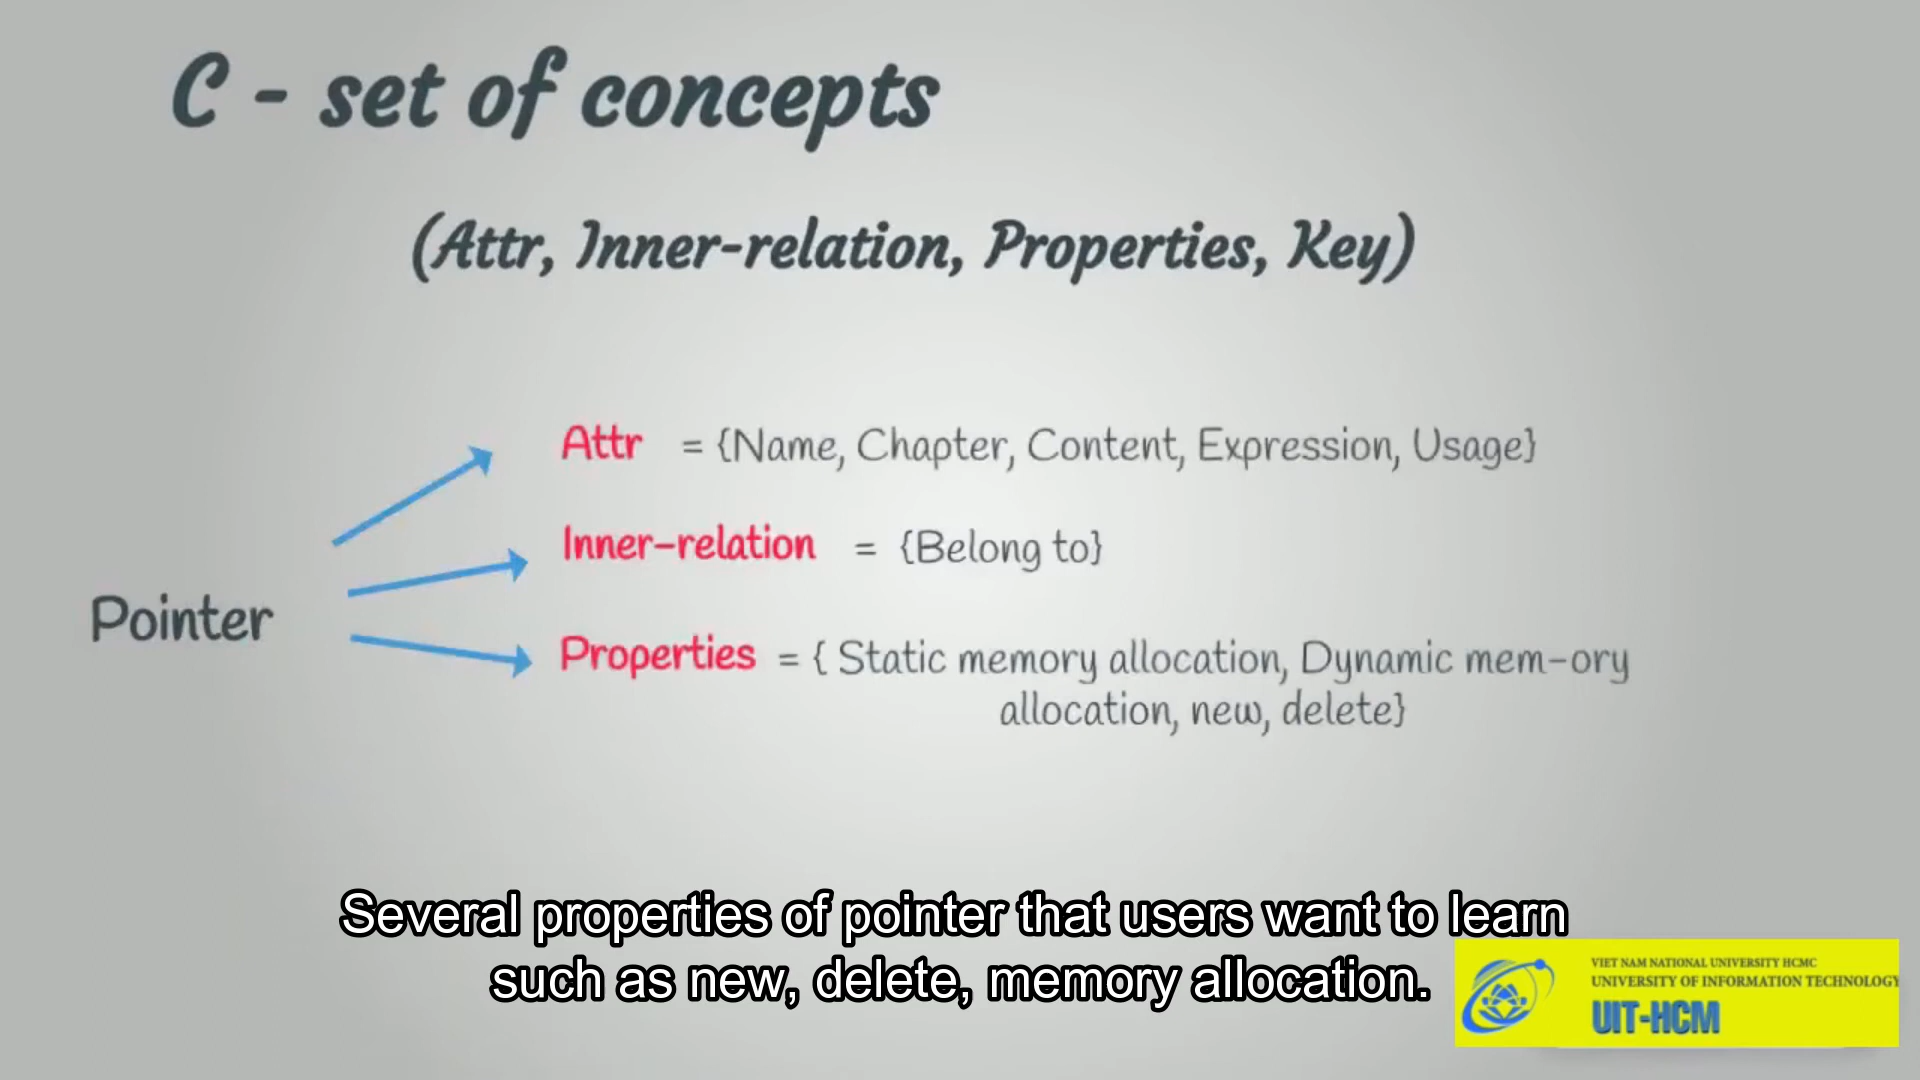 C - set of concepts
(Attr, Inner-relation, Properties, Key)
Attr = {Name, Chapter, Content, Expression, Usage}
Inner-relation = {Belong to}
Pointer
Properties = { Static memory allocation, Dynamic mem-ory
allocation, new, delete}
Several properties of pointer that users want to learn
such as new, delete, memory allocation.
VIET NAM NATIONAL UNIVERSITY HCMC
UNIVERSITY OF INFORMATION TECHNOLOGY
UIT-HCM